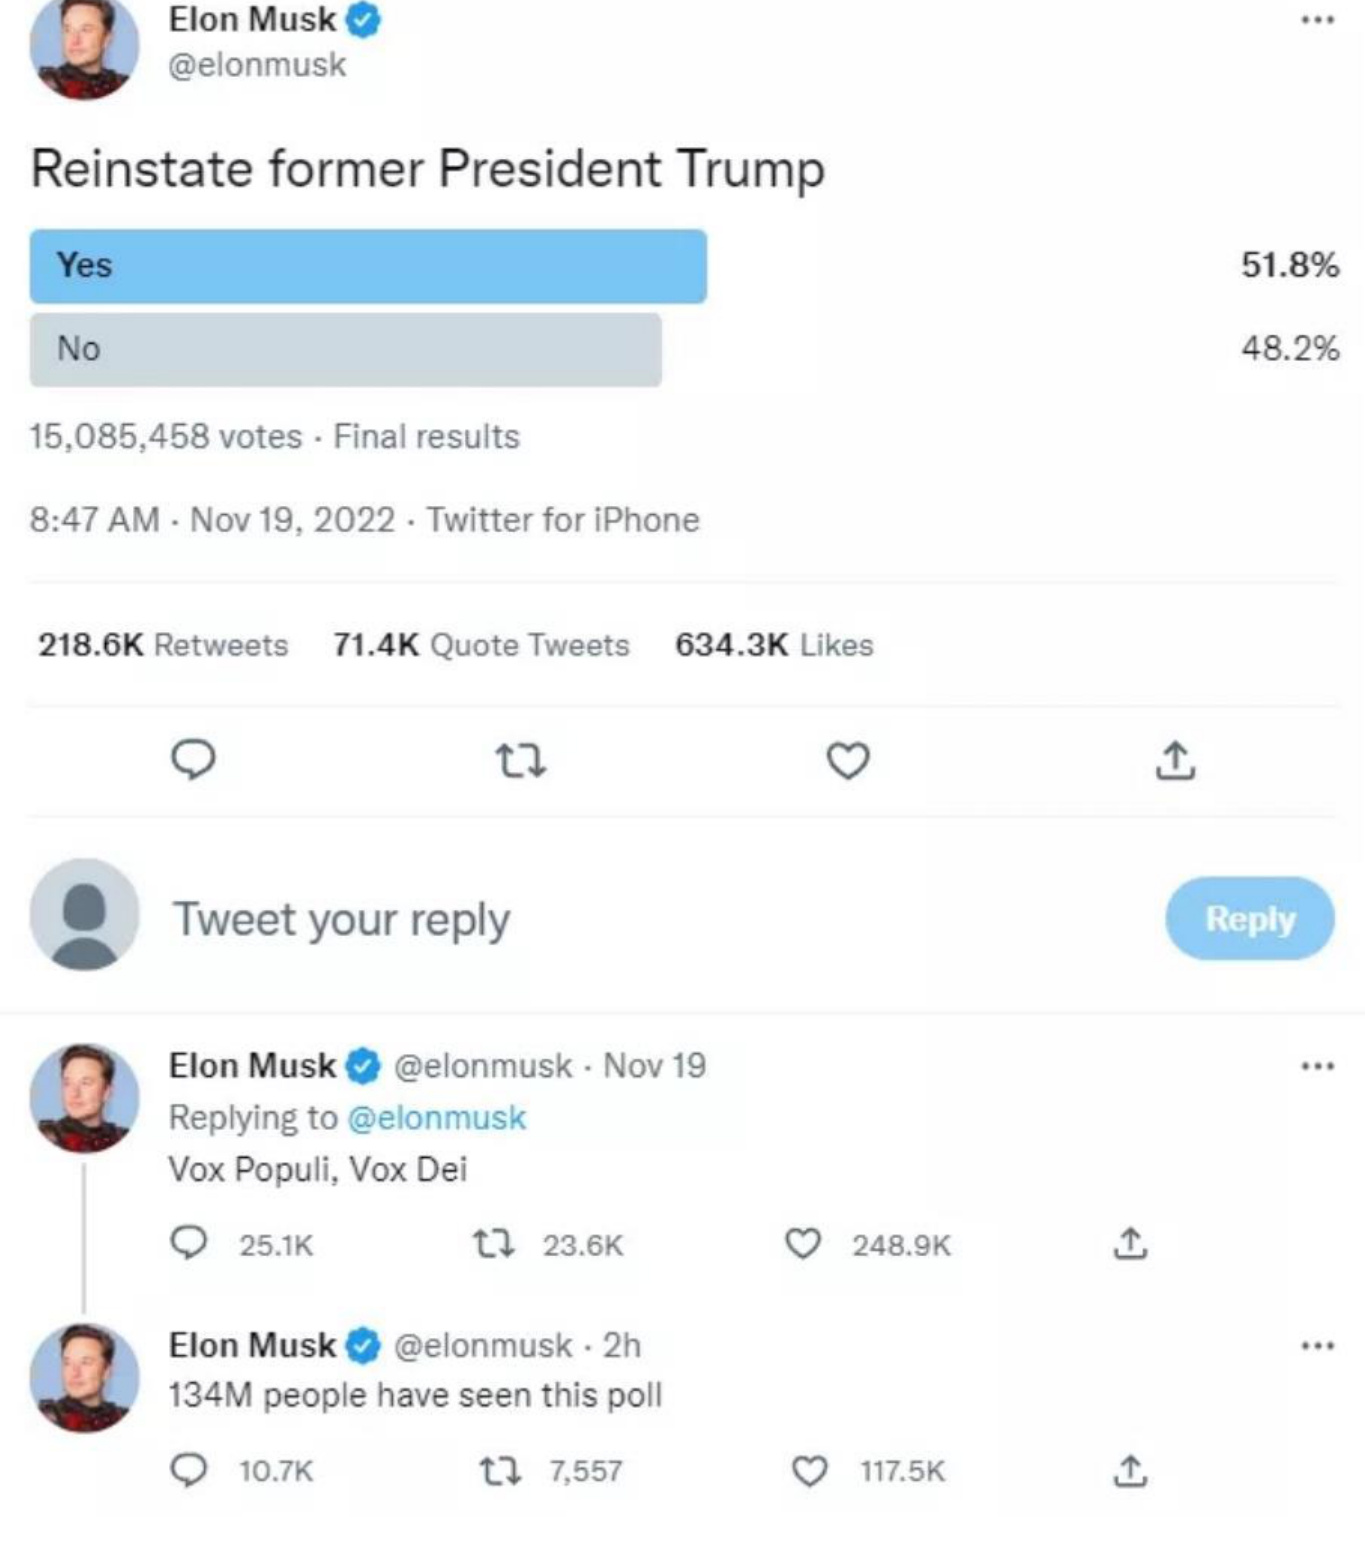 Elon Musk
@elonmusk
Reinstate former President Trump
Yes 51.8%
No 48.2%
15,085,458 votes · Final results
8:47 AM · Nov 19, 2022 · Twitter for iPhone
218.6K Retweets 71.4K Quote Tweets 634.3K Likes
Tweet your reply Reply
Elon Musk @elonmusk · Nov 19
Replying to @elonmusk
Vox Populi, Vox Dei
25.1K 23.6K 248.9K
Elon Musk @elonmusk · 2h
134M people have seen this poll
10.7K 7,557 117.5K